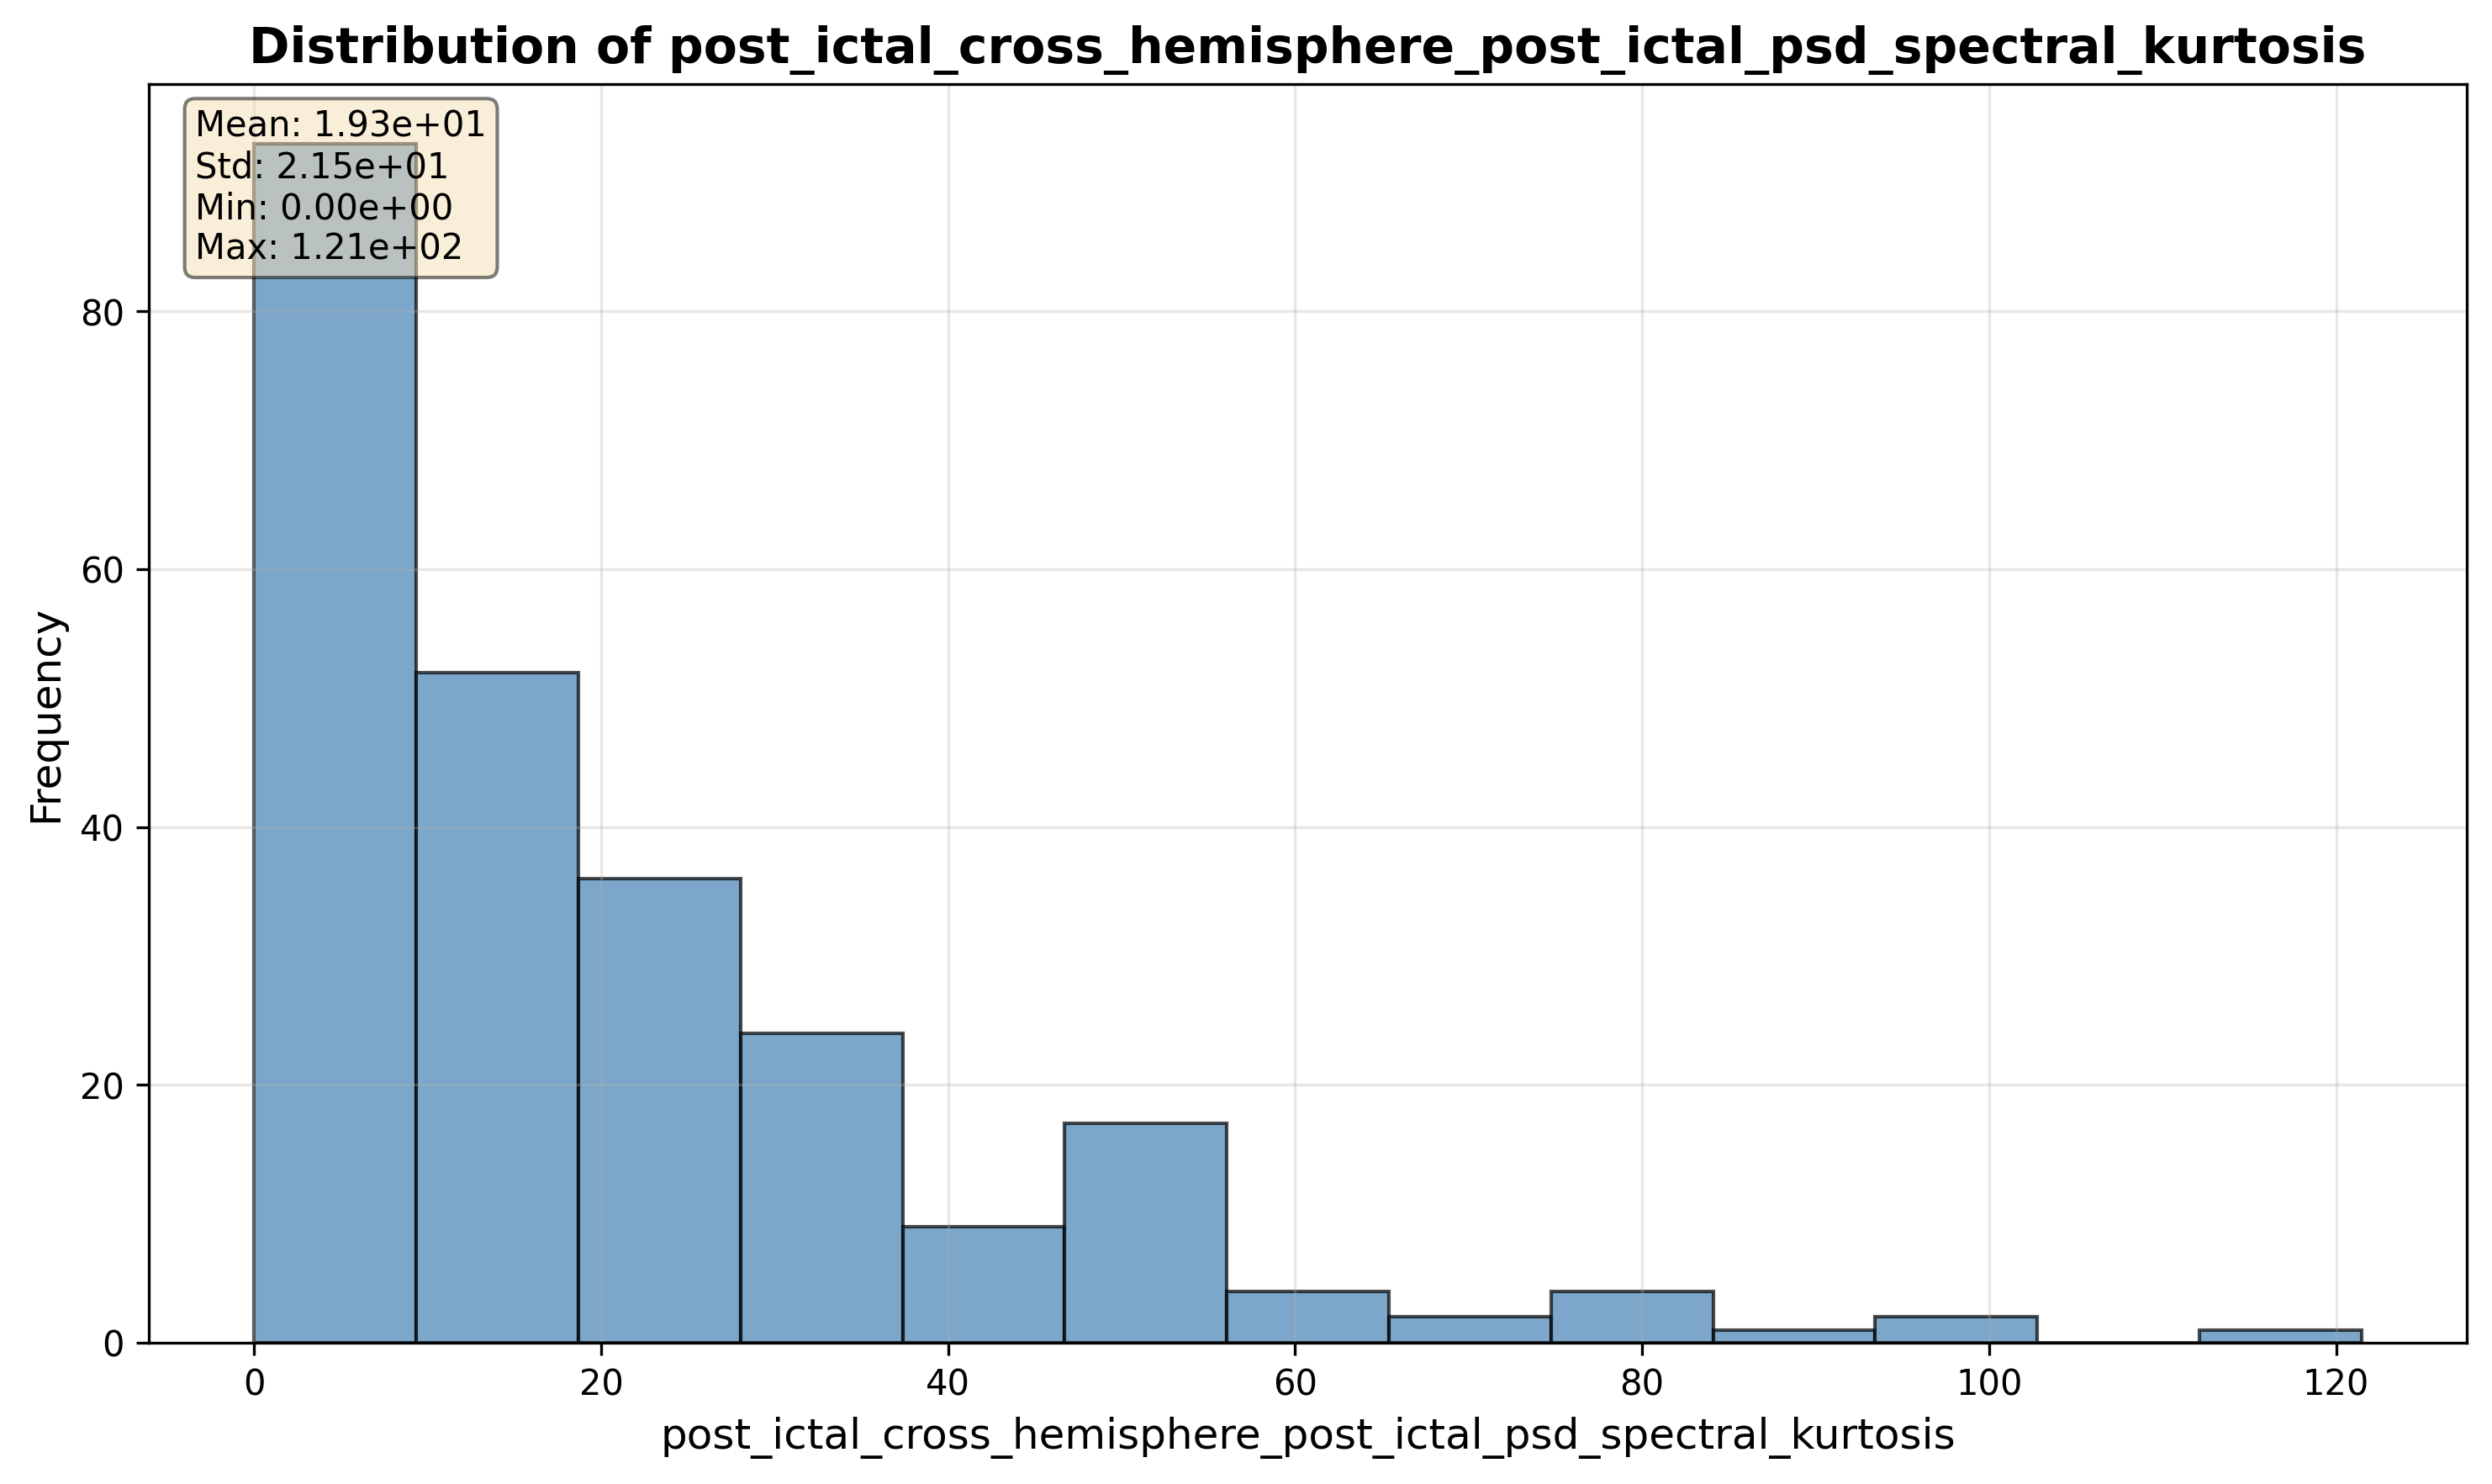 Distribution of post_ictal_cross_hemisphere_post_ictal_psd_spectral_kurtosis
Mean: 1.93e+01
Std: 2.15e+01
Min: 0.00e+00
Max: 1.21e+02
80
60
40
20
0
Frequency
0 20 40 60 80 100 120
post_ictal_cross_hemisphere_post_ictal_psd_spectral_kurtosis